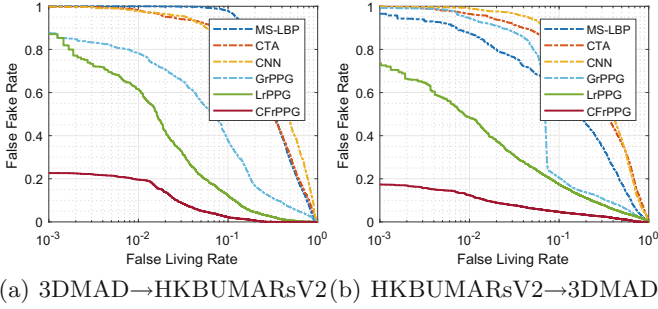 False Fake Rate
1
0.8
0.6
0.4
0.2
0
MS-LBP
CTA
CNN
GrPPG
LrPPG
CFrPPG
10^-3
10^-2
10^-1
10^0
False Living Rate
(a) 3DMAD→HKBUMARsV2
False Fake Rate
1
0.8
0.6
0.4
0.2
0
MS-LBP
CTA
CNN
GrPPG
LrPPG
CFrPPG
10^-3
10^-2
10^-1
10^0
False Living Rate
(b) HKBUMARsV2→3DMAD